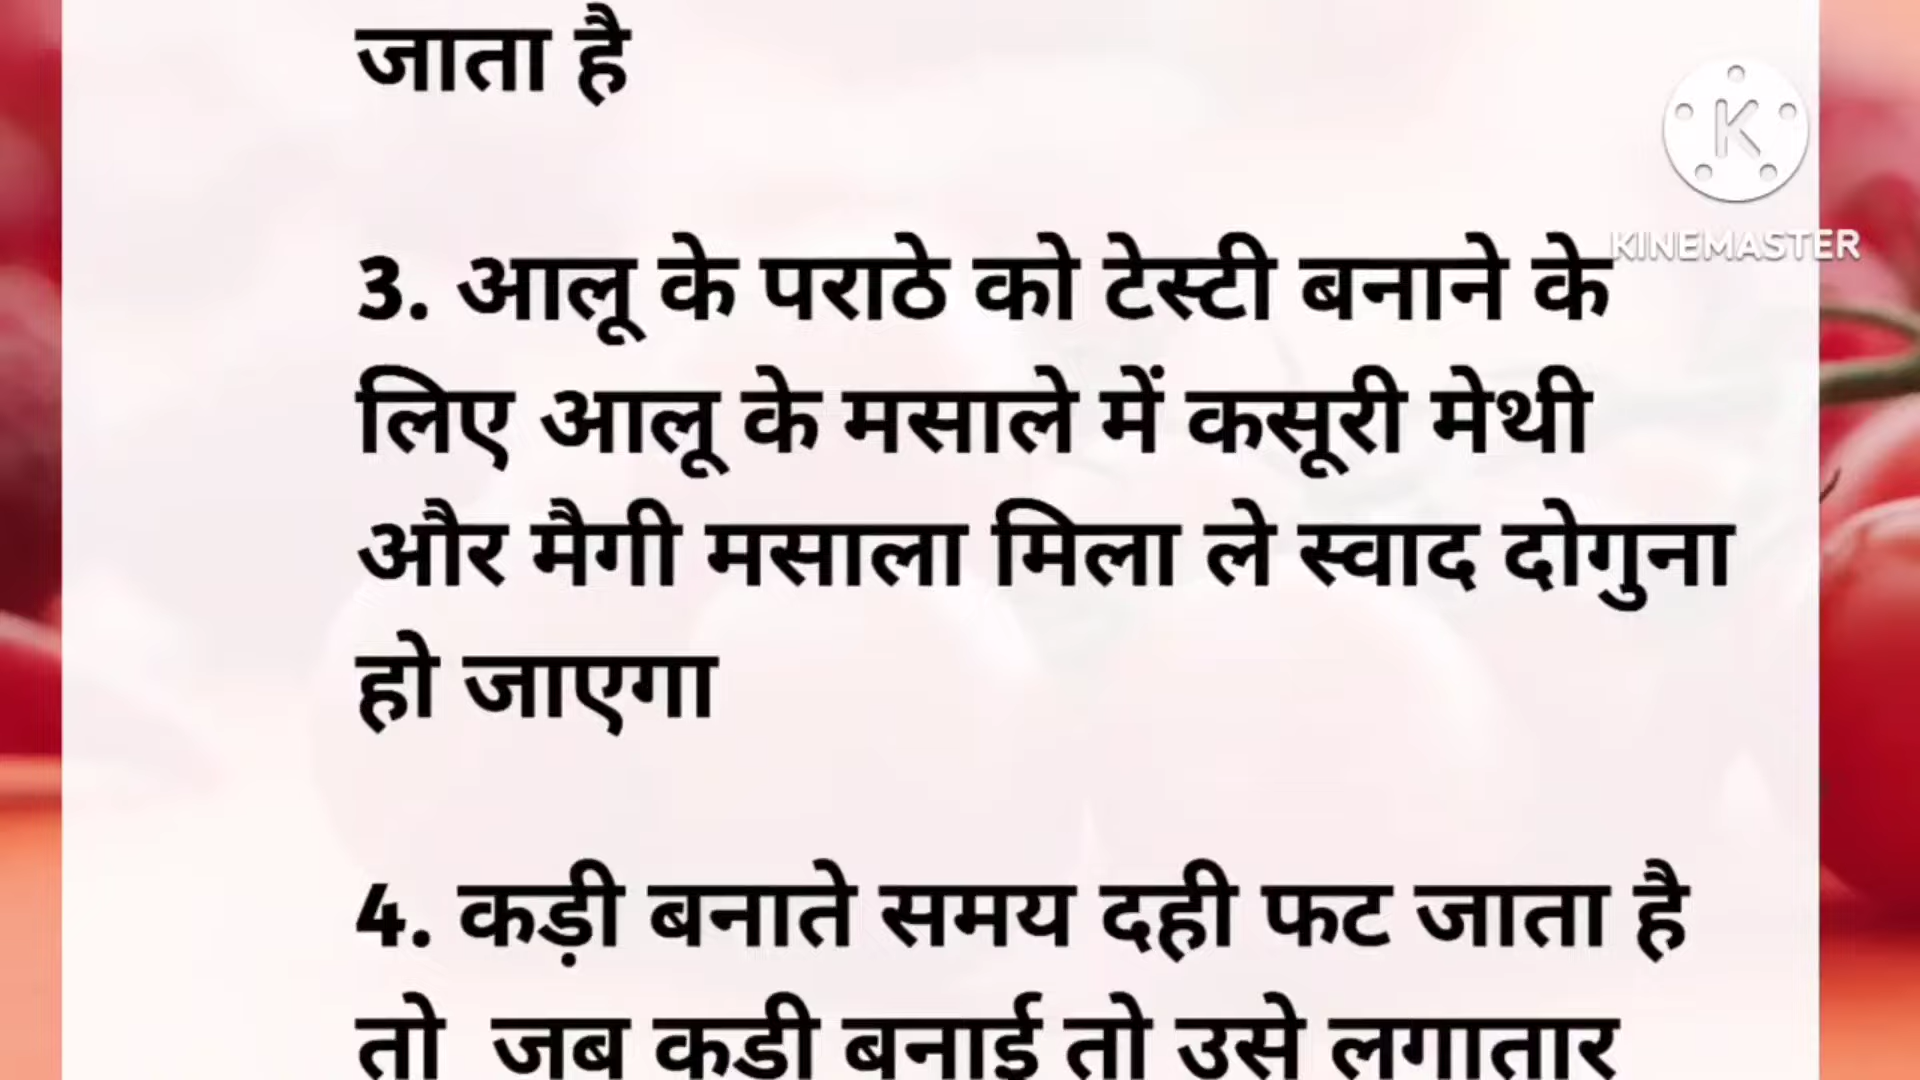 जाता है
KINEMASTER
3. आलू के पराठे को टेस्टी बनाने के
लिए आलू के मसाले में कसूरी मेथी
और मैगी मसाला मिला ले स्वाद दोगुना
हो जाएगा
4. कड़ी बनाते समय दही फट जाता है
तो जब कडी बनाई तो उसे लगातार